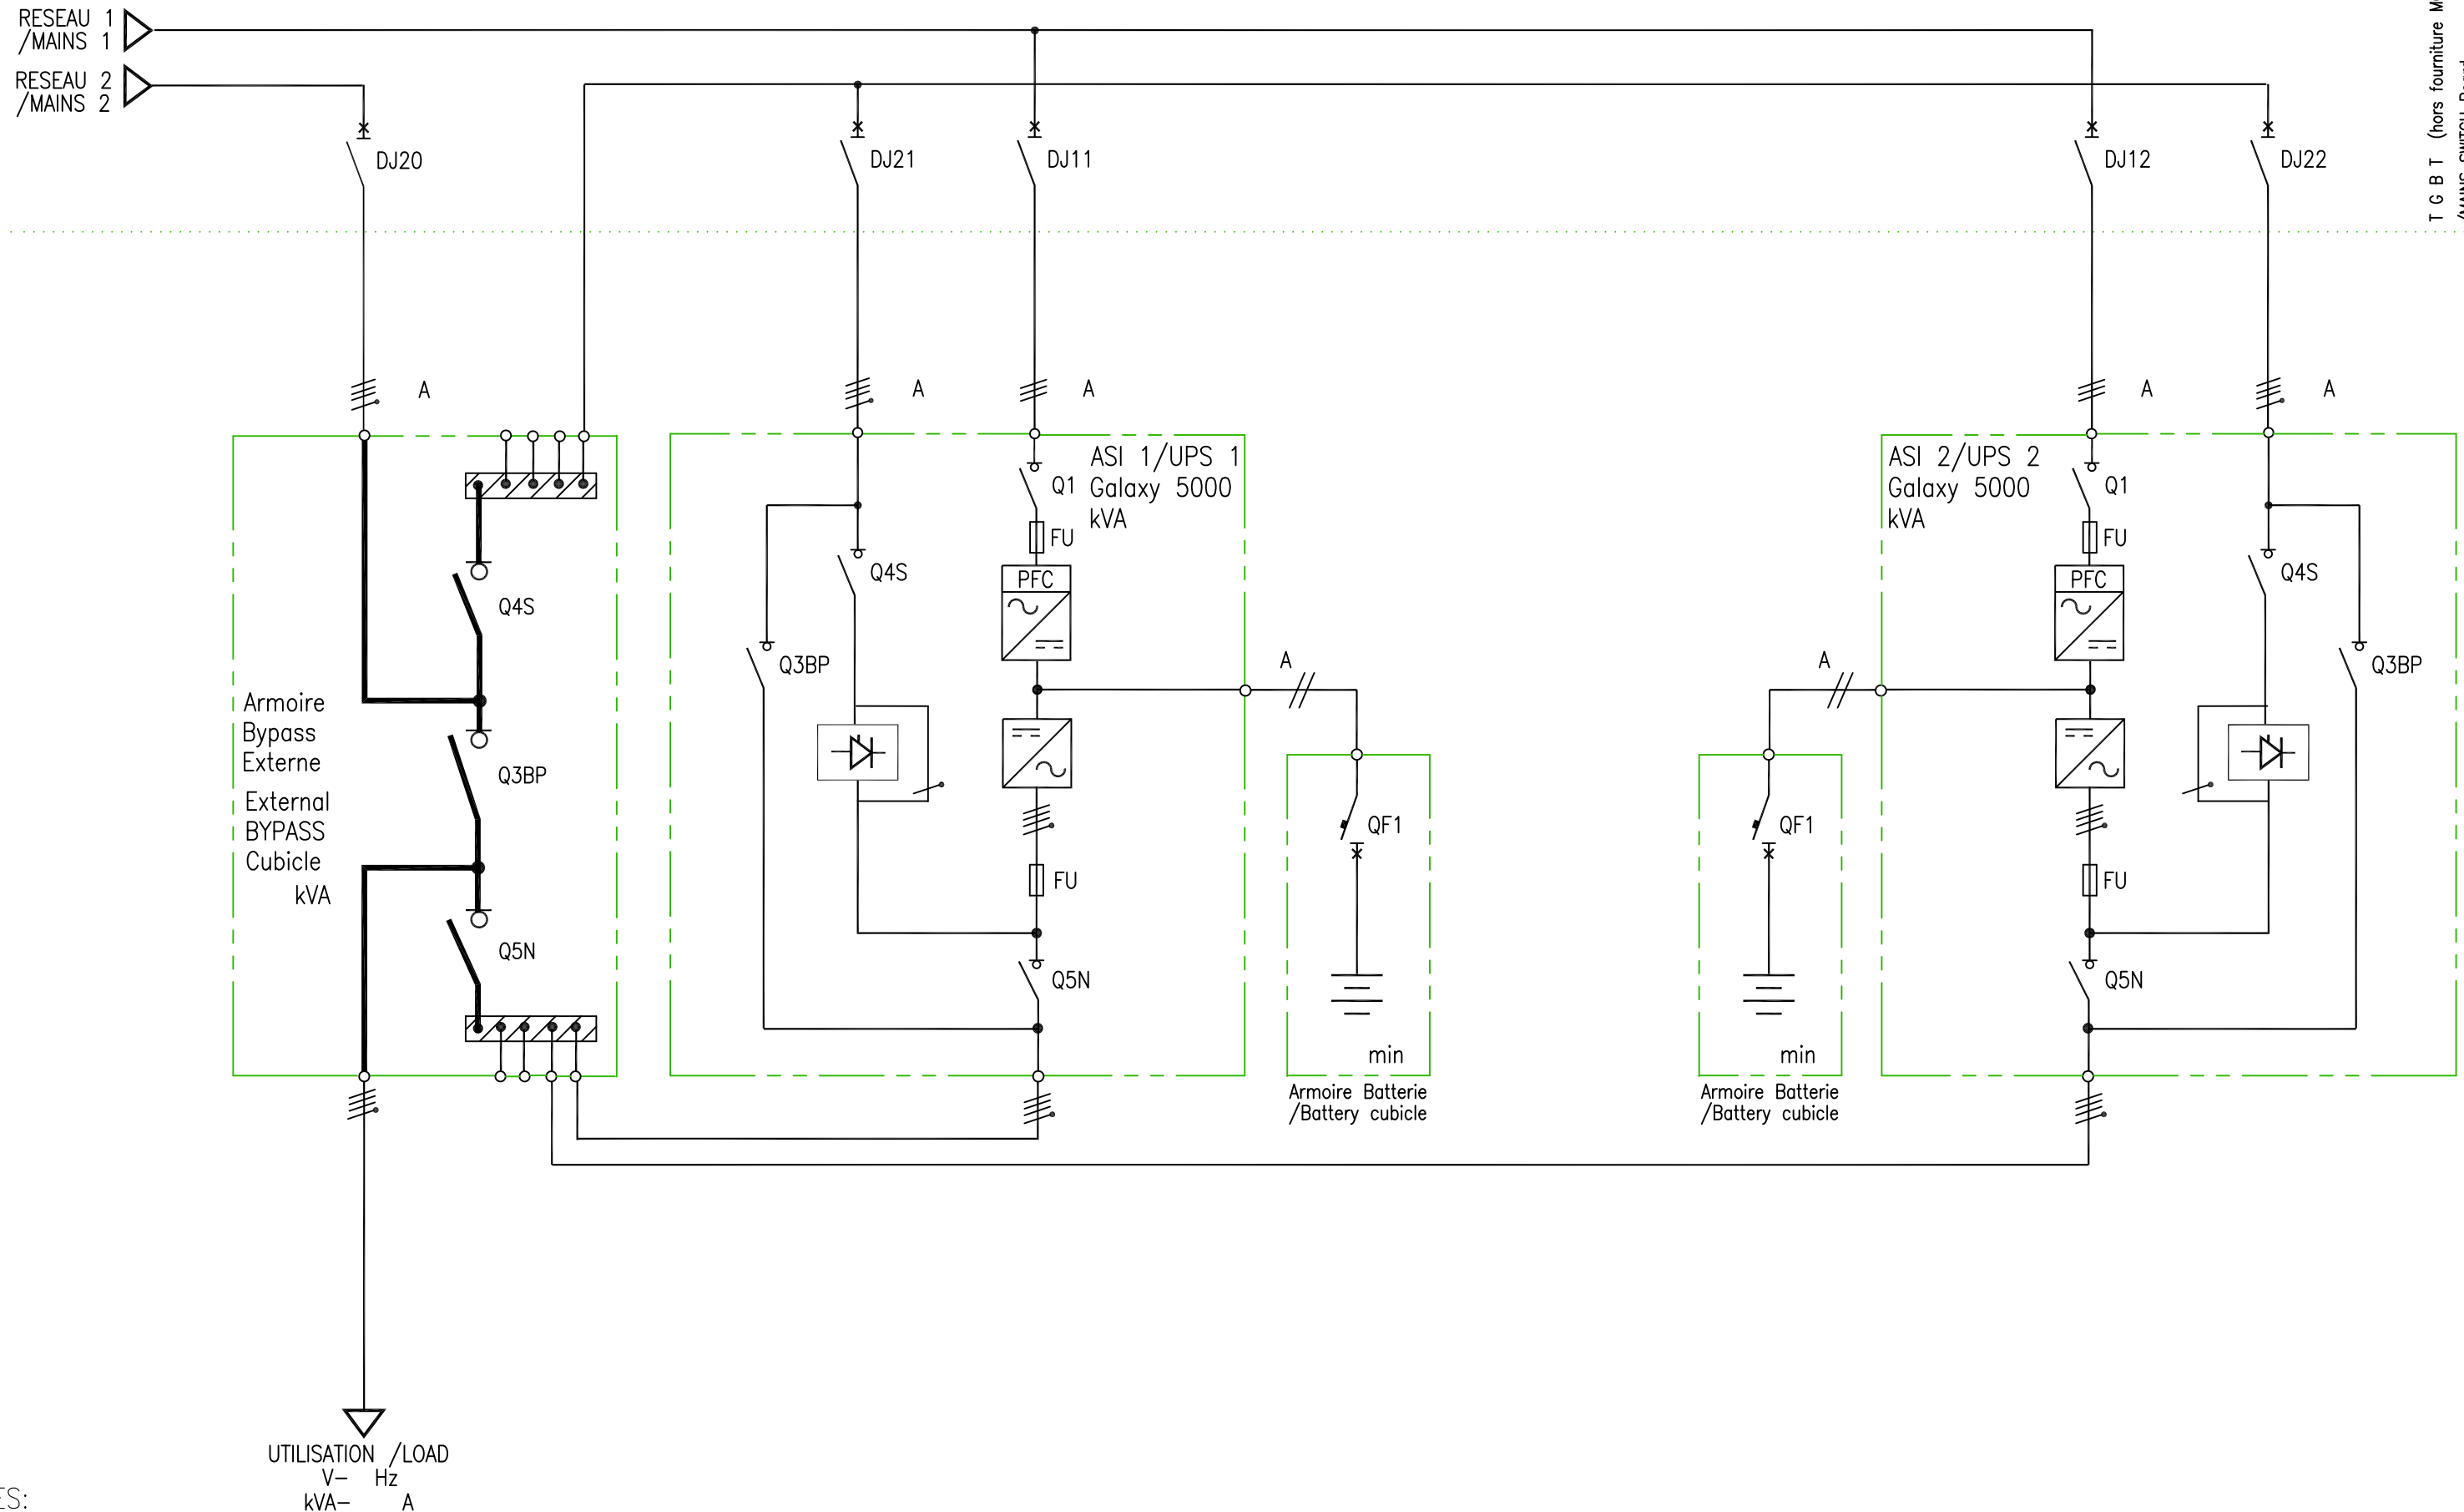 RESEAU 1
/MAINS 1
RESEAU 2
/MAINS 2
DJ20
DJ21
DJ11
DJ12
DJ22
T G B T (hors fourniture
A
A
A
A
A
ASI 1/UPS 1
Galaxy 5000
kVA
Q1
FU
PFC
Q4S
Q3BP
A
FU
Q5N
ASI 2/UPS 2
Galaxy 5000
kVA
Q1
FU
PFC
Q4S
Q3BP
A
FU
Q5N
Q4S
Armoire
Bypass
Externe
External
BYPASS
Cubicle
kVA
Q3BP
Q5N
QF1
min
Armoire Batterie
/Battery cubicle
QF1
min
Armoire Batterie
/Battery cubicle
UTILISATION /LOAD
V- Hz
kVA- A
ES: